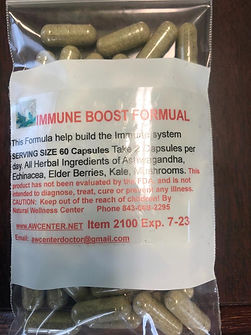 IMMUNE BOOST FORMUAL
This Formula help build the Immune system
SERVING SIZE 60 Capsules Take 2 Capsules per
day. All Herbal Ingredients of Ashwagandha,
Echinacea, Elder Berries, Kale, Mushrooms. This
product has not been evaluated by the FDA. and is not
intended to diagnose, treat, cure or prevent any illness.
CAUTION: Keep out of the reach of children! By
Natural Wellness Center Phone 843-
www.AWCENTER.NET Item 2100 Exp. 7-23
Email: awcenterdoctor@gmail.com